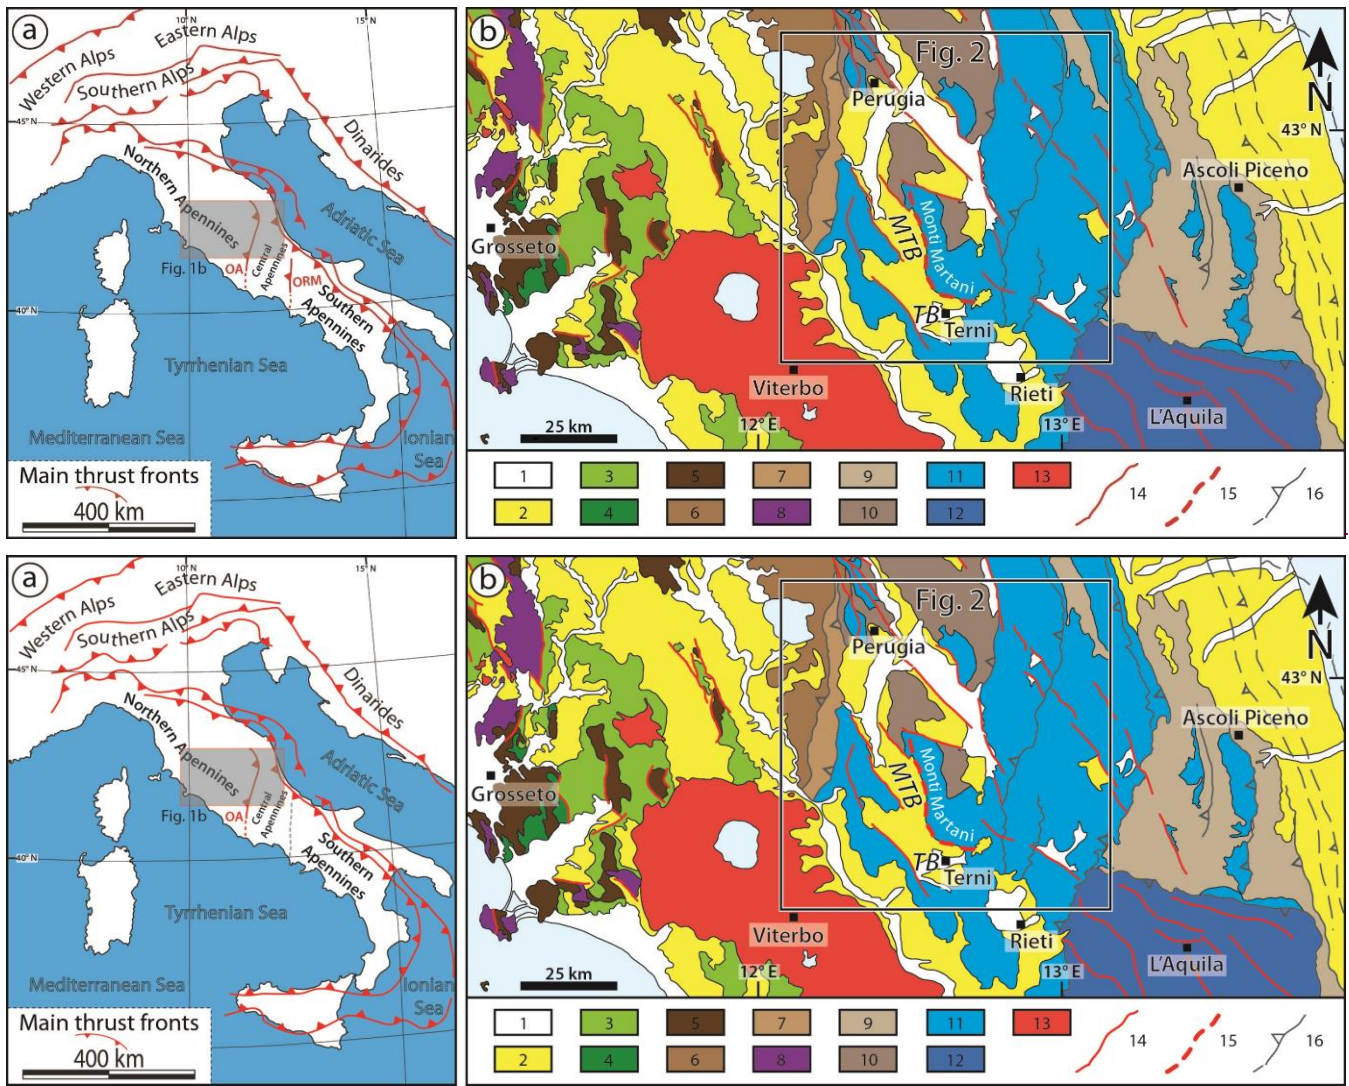 a
10° N
15° N
Eastern Alps
Western Alps
Southern Alps
45° N
Dinarides
Northern Apennines
Adriatic Sea
Fig. 1b
OA
Central
Apennines
ORM
Southern
Apennines
40° N
Tyrrhenian Sea
Mediterranean Sea
Ionian
Sea
Main thrust fronts
400 km
b
Fig. 2
N
Perugia
43° N
Ascoli Piceno
Grosseto
MTB
Monti Martani
TB
Terni
Viterbo
Rieti
L'Aquila
25 km
12° E
13° E
1 3 5 7 9 11 13 14 15 16
2 4 6 8 10 12
a
10° N
15° N
Eastern Alps
Western Alps
Southern Alps
45° N
Dinarides
Northern Apennines
Adriatic Sea
Fig. 1b
OA
Central
Apennines
Southern
Apennines
40° N
Tyrrhenian Sea
Mediterranean Sea
Ionian
Sea
Main thrust fronts
400 km
b
Fig. 2
N
Perugia
43° N
Ascoli Piceno
Grosseto
MTB
Monti Martani
TB
Terni
Viterbo
Rieti
L'Aquila
25 km
12° E
13° E
1 3 5 7 9 11 13 14 15 16
2 4 6 8 10 12